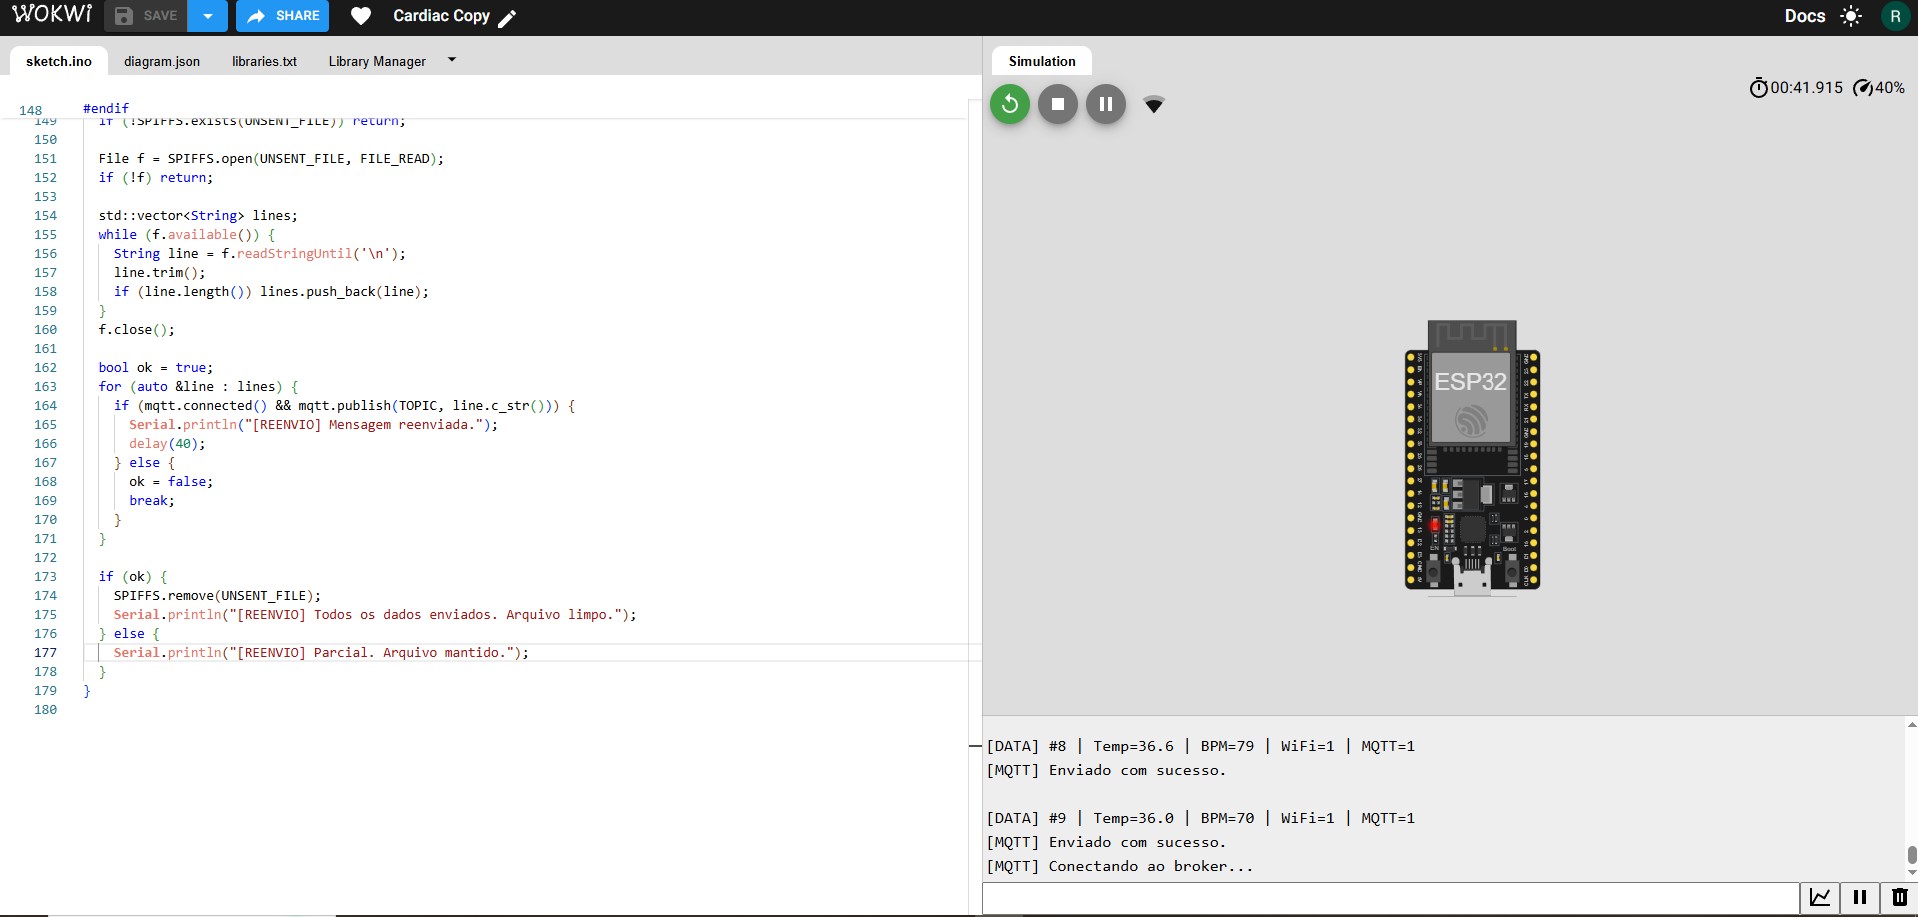 WOKWI SAVE SHARE Cardiac Copy Docs R
sketch.ino diagram.json libraries.txt Library Manager
148 #endif
149 if (!SPIFFS.exists(UNSENT_FILE)) return;
150
151 File f = SPIFFS.open(UNSENT_FILE, FILE_READ);
152 if (!f) return;
153
154 std::vector<String> lines;
155 while (f.available()) {
156 String line = f.readStringUntil('\n');
157 line.trim();
158 if (line.length()) lines.push_back(line);
159 }
160 f.close();
161
162 bool ok = true;
163 for (auto &line : lines) {
164 if (mqtt.connected() && mqtt.publish(TOPIC, line.c_str())) {
165 Serial.println("[REENVIO] Mensagem reenviada.");
166 delay(40);
167 } else {
168 ok = false;
169 break;
170 }
171 }
172
173 if (ok) {
174 SPIFFS.remove(UNSENT_FILE);
175 Serial.println("[REENVIO] Todos os dados enviados. Arquivo limpo.");
176 } else {
177 Serial.println("[REENVIO] Parcial. Arquivo mantido.");
178 }
179 }
180
Simulation
00:41.915 40%
ESP32
EN Boot
[DATA] #8 | Temp=36.6 | BPM=79 | WiFi=1 | MQTT=1
[MQTT] Enviado com sucesso.
[DATA] #9 | Temp=36.0 | BPM=70 | WiFi=1 | MQTT=1
[MQTT] Enviado com sucesso.
[MQTT] Conectando ao broker...